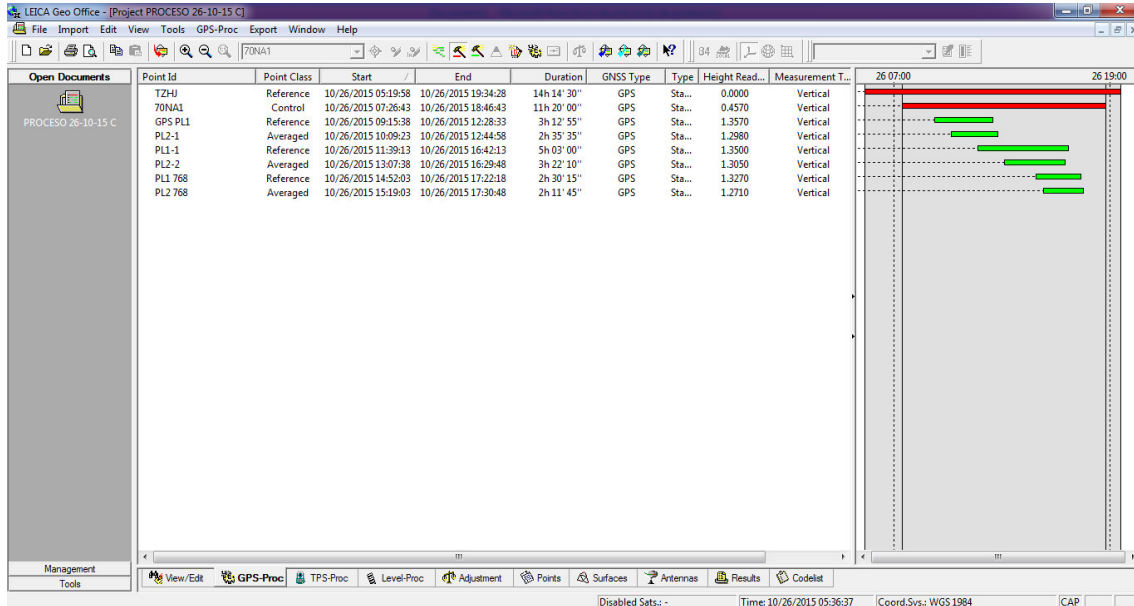 LEICA Geo Office - [Project PROCESO 26-10-15 C]
File Import Edit View Tools GPS-Proc Export Window Help
70NA1
84
Open Documents
PROCESO 26-10-15 C
Point Id Point Class Start / End Duration GNSS Type Type Height Read... Measurement T... 26 07:00 26 19:00
TZHJ Reference 10/26/2015 05:19:58 10/26/2015 19:34:28 14h 14' 30" GPS Sta... 0.0000 Vertical
70NA1 Control 10/26/2015 07:26:43 10/26/2015 18:46:43 11h 20' 00" GPS Sta... 0.4570 Vertical
GPS PL1 Reference 10/26/2015 09:15:38 10/26/2015 12:28:33 3h 12' 55" GPS Sta... 1.3570 Vertical
PL2-1 Averaged 10/26/2015 10:09:23 10/26/2015 12:44:58 2h 35' 35" GPS Sta... 1.2980 Vertical
PL1-1 Reference 10/26/2015 11:39:13 10/26/2015 16:42:13 5h 03' 00" GPS Sta... 1.3500 Vertical
PL2-2 Averaged 10/26/2015 13:07:38 10/26/2015 16:29:48 3h 22' 10" GPS Sta... 1.3050 Vertical
PL1 768 Reference 10/26/2015 14:52:03 10/26/2015 17:22:18 2h 30' 15" GPS Sta... 1.3270 Vertical
PL2 768 Averaged 10/26/2015 15:19:03 10/26/2015 17:30:48 2h 11' 45" GPS Sta... 1.2710 Vertical
Management
Tools
View/Edit GPS-Proc TPS-Proc Level-Proc Adjustment Points Surfaces Antennas Results Codelist
Disabled Sats.: - Time: 10/26/2015 05:36:37 Coord.Sys.: WGS 1984 CAP